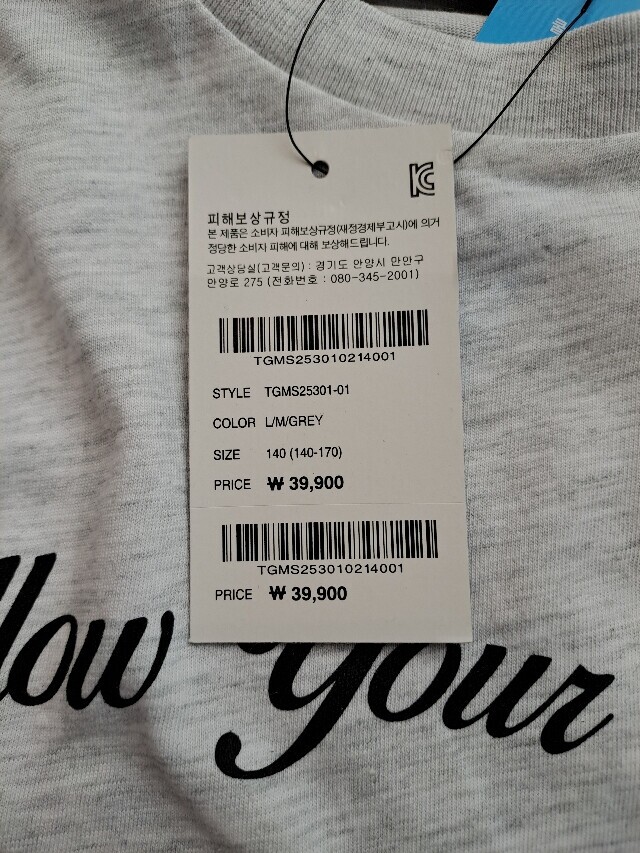 KC
피해보상규정
본 제품은 소비자 피해보상규정(재정경제부고시)에 의거
정당한 소비자 피해에 대해 보상해드립니다.
고객상담실(고객문의) : 경기도 안양시 만안구
안양로 275 (전화번호 : 080-345-2001)
TGMS253010214001
STYLE TGMS25301-01
COLOR L/M/GREY
SIZE 140 (140-170)
PRICE ₩ 39,900
TGMS253010214001
PRICE ₩ 39,900
llow your